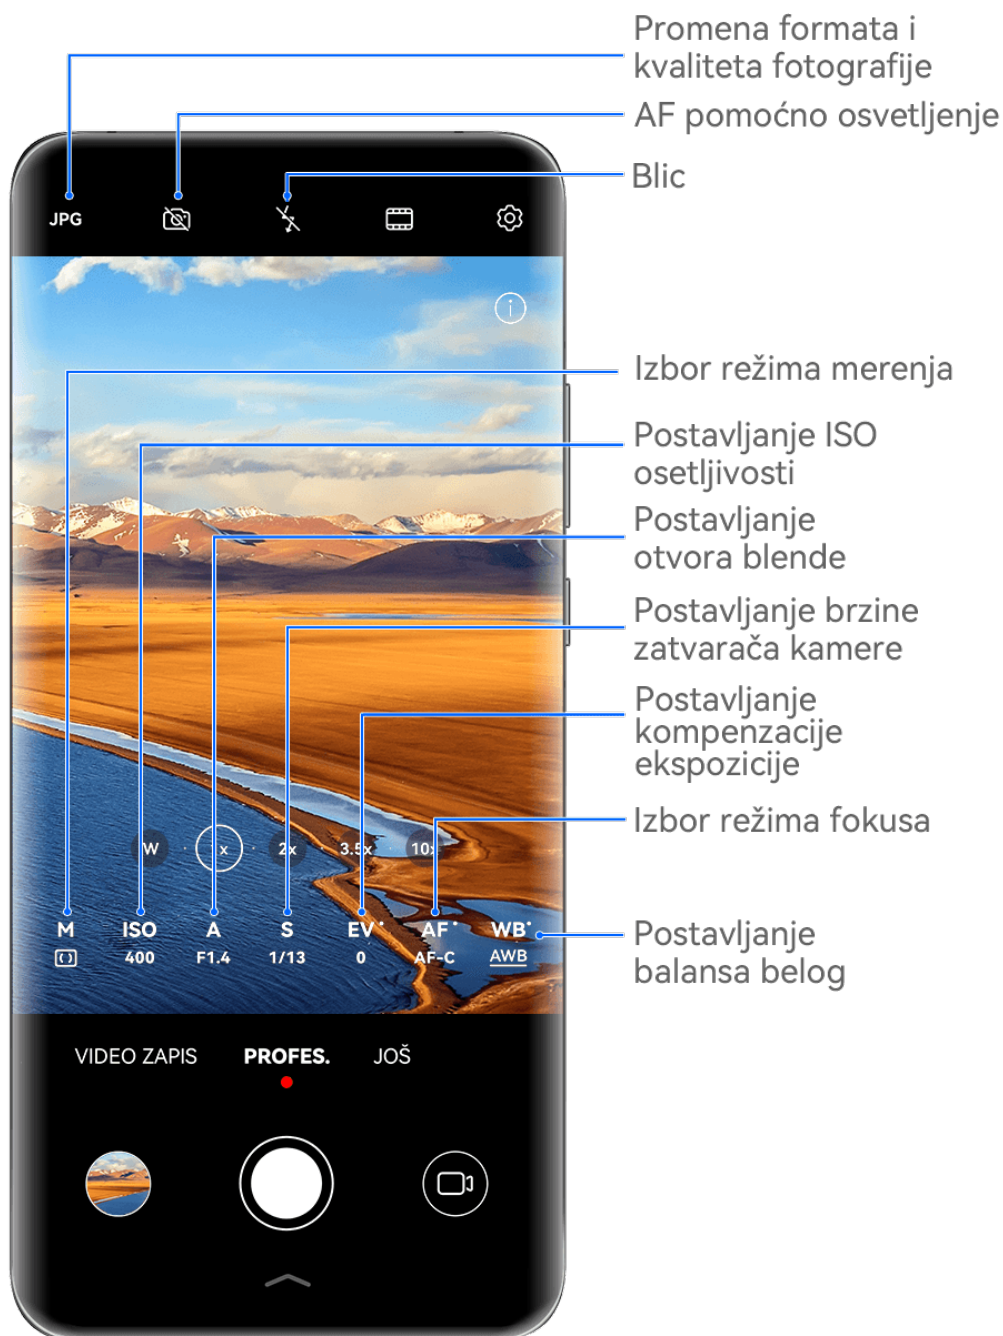 Promena formata i
kvaliteta fotografije
AF pomoćno osvetljenje
Blic
JPG
Izbor režima merenja
Postavljanje ISO
osetljivosti
Postavljanje
otvora blende
Postavljanje brzine
zatvarača kamere
Postavljanje
kompenzacije
ekspozicije
Izbor režima fokusa
W 1x 2x 3.5x 10x
M ISO A S EV AF WB
400 F1.4 1/13 0 AF-C AWB
Postavljanje
balansa belog
VIDEO ZAPIS PROFES. JOŠ